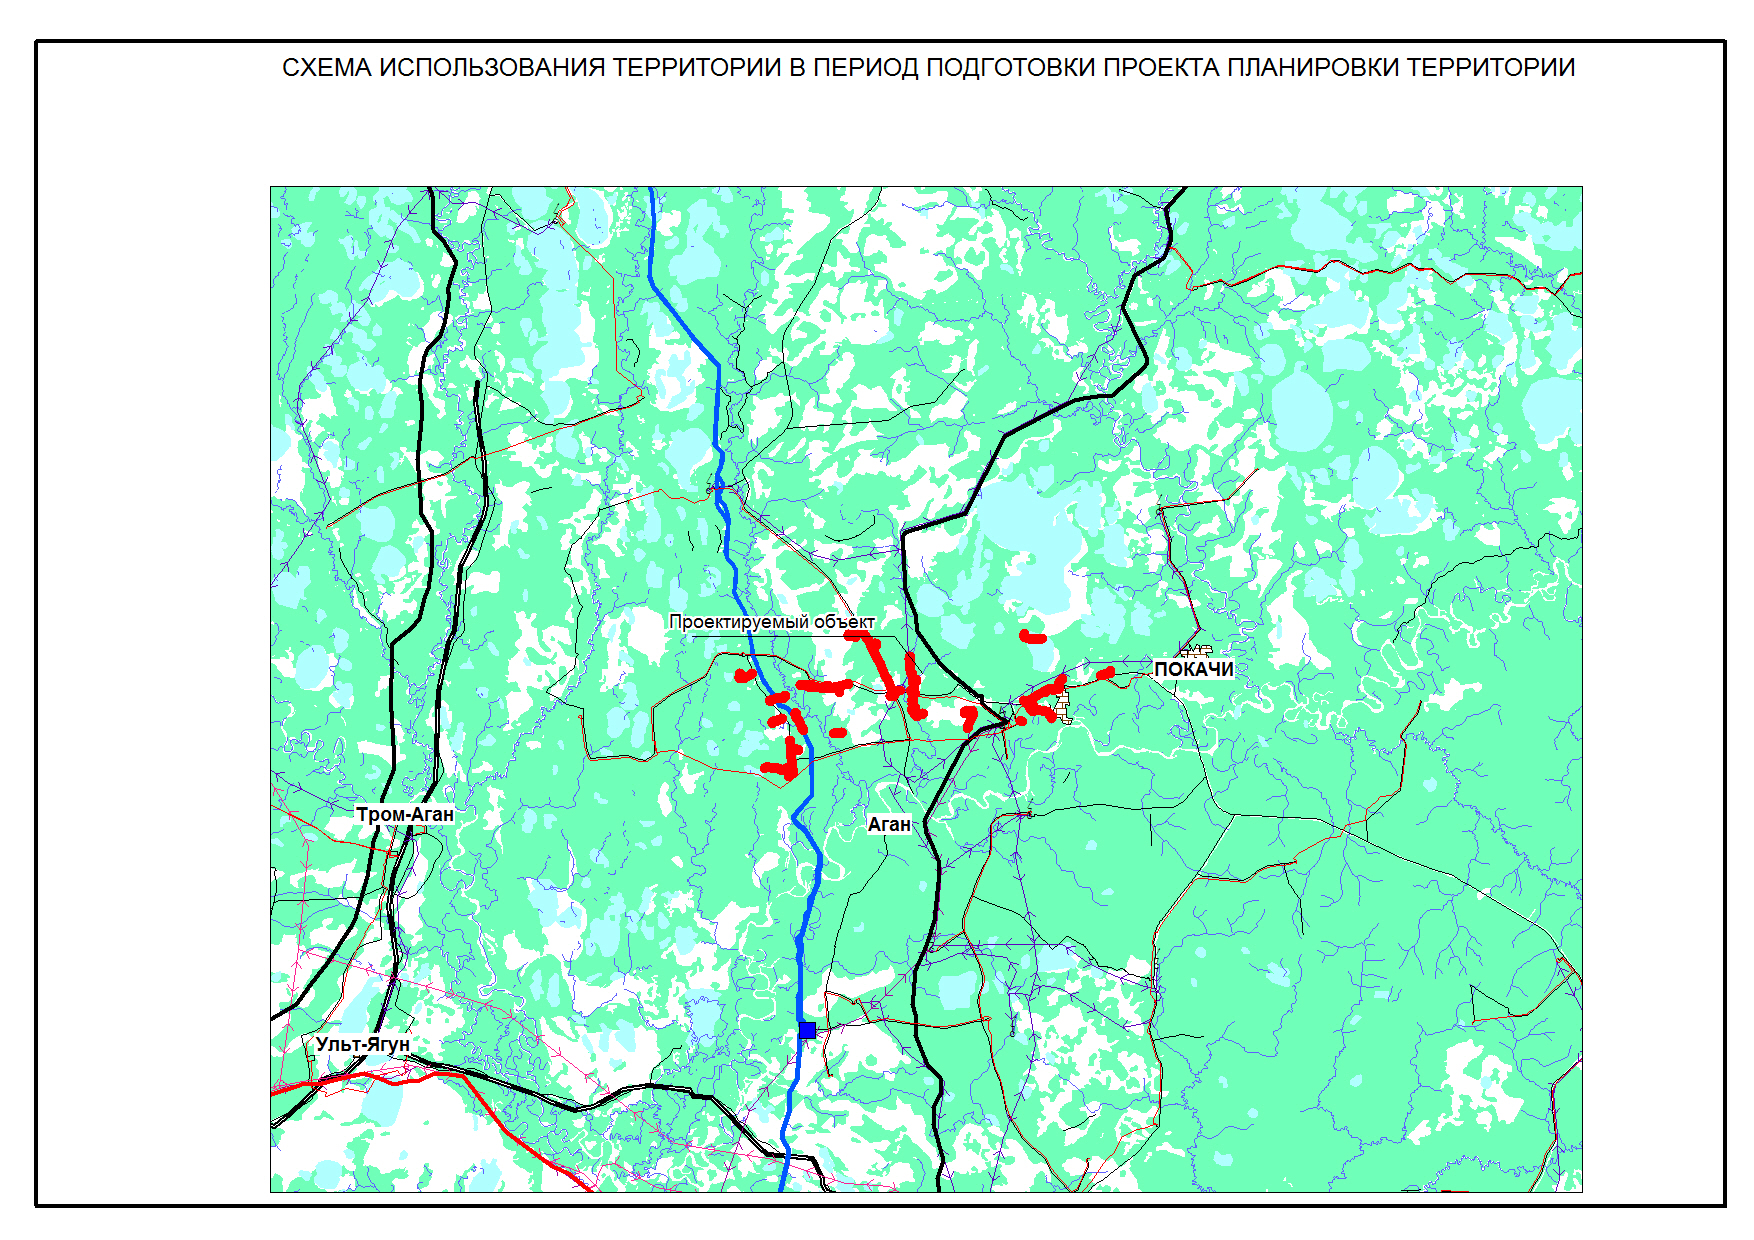 СХЕМА ИСПОЛЬЗОВАНИЯ ТЕРРИТОРИИ В ПЕРИОД ПОДГОТОВКИ ПРОЕКТА ПЛАНИРОВКИ ТЕРРИТОРИИ
Проектируемый объект
ПОКАЧИ
Тром-Аган
Аган
Ульт-Ягун